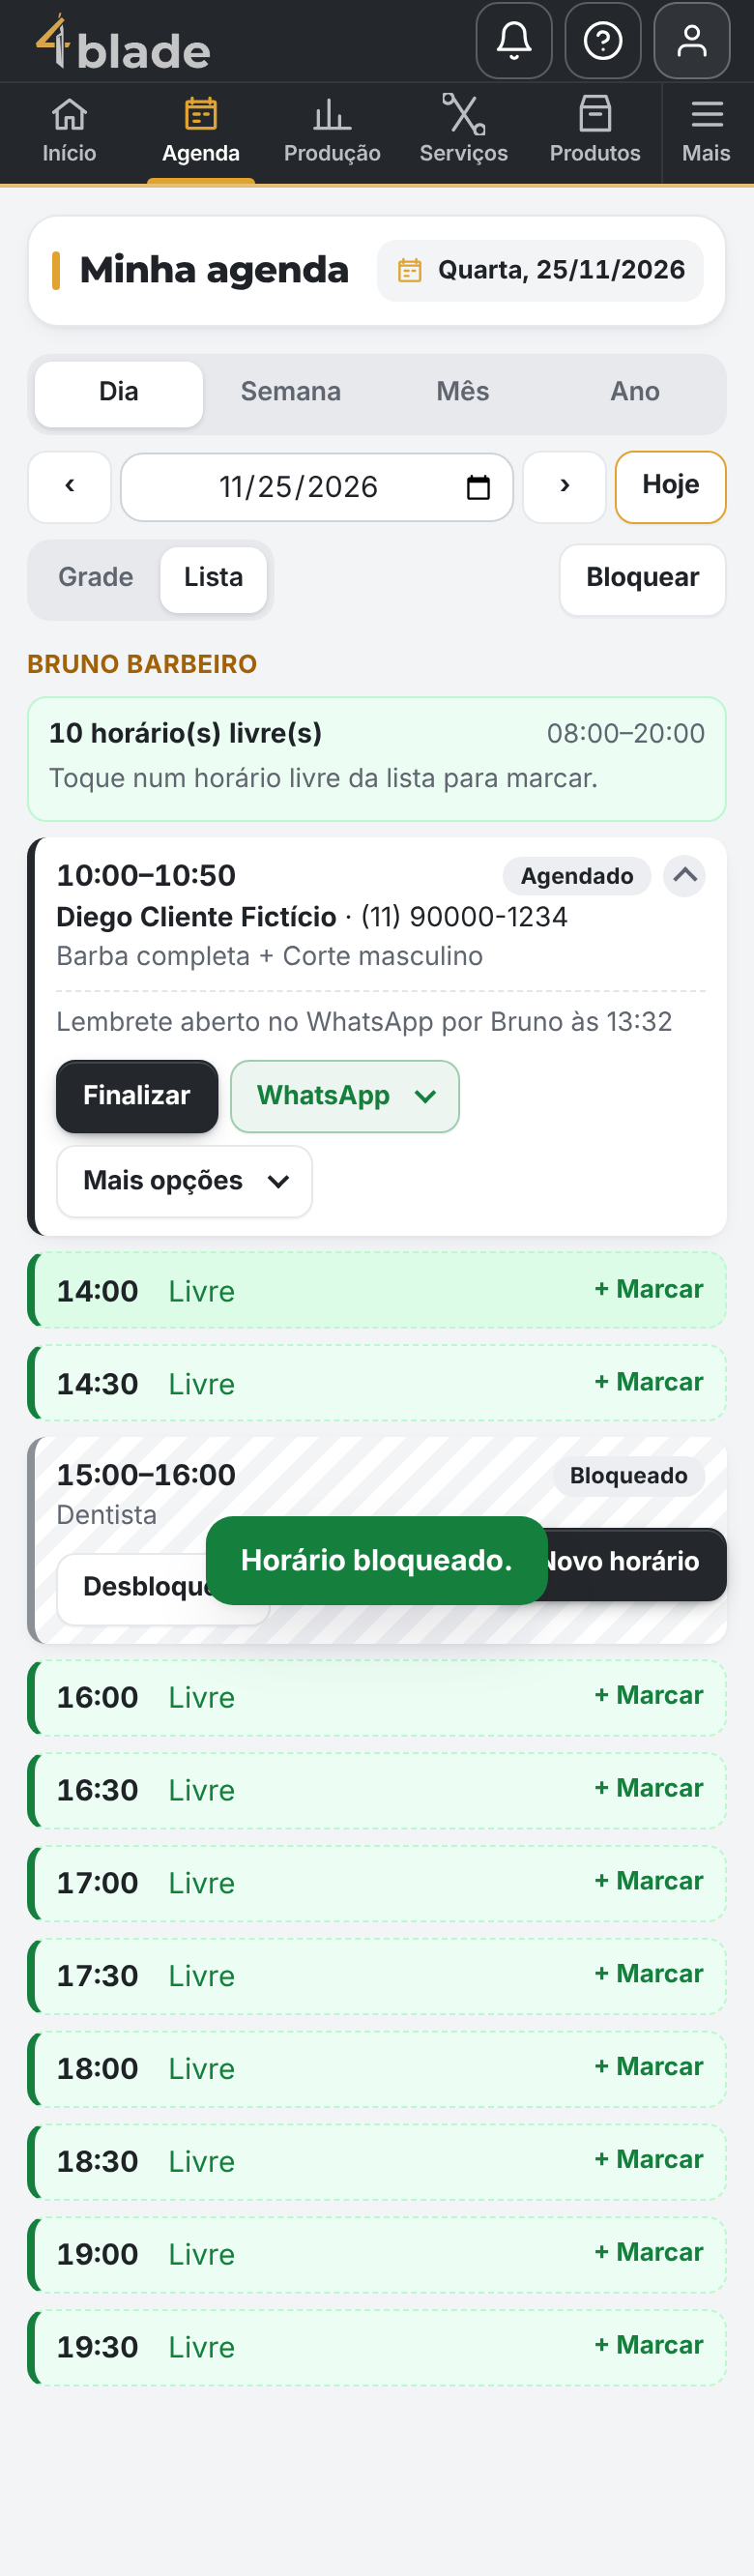 4blade
Início
Agenda
Produção
Serviços
Produtos
Mais
Minha agenda
Quarta, 25/11/2026
Dia
Semana
Mês
Ano
‹
11/25/2026
›
Hoje
Grade
Lista
Bloquear
BRUNO BARBEIRO
10 horário(s) livre(s)
08:00–20:00
Toque num horário livre da lista para marcar.
10:00–10:50
Agendado
Diego Cliente Fictício · (11) 90000-1234
Barba completa + Corte masculino
Lembrete aberto no WhatsApp por Bruno às 13:32
Finalizar
WhatsApp
Mais opções
14:00 Livre + Marcar
14:30 Livre + Marcar
15:00–16:00
Bloqueado
Dentista
Horário bloqueado.
Novo horário
16:00 Livre + Marcar
16:30 Livre + Marcar
17:00 Livre + Marcar
17:30 Livre + Marcar
18:00 Livre + Marcar
18:30 Livre + Marcar
19:00 Livre + Marcar
19:30 Livre + Marcar